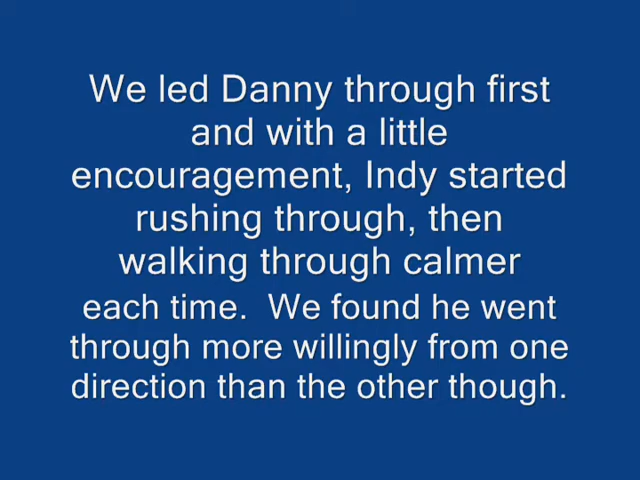 We led Danny through first
and with a little
encouragement, Indy started
rushing through, then
walking through calmer
each time.  We found he went
through more willingly from one
direction than the other though.